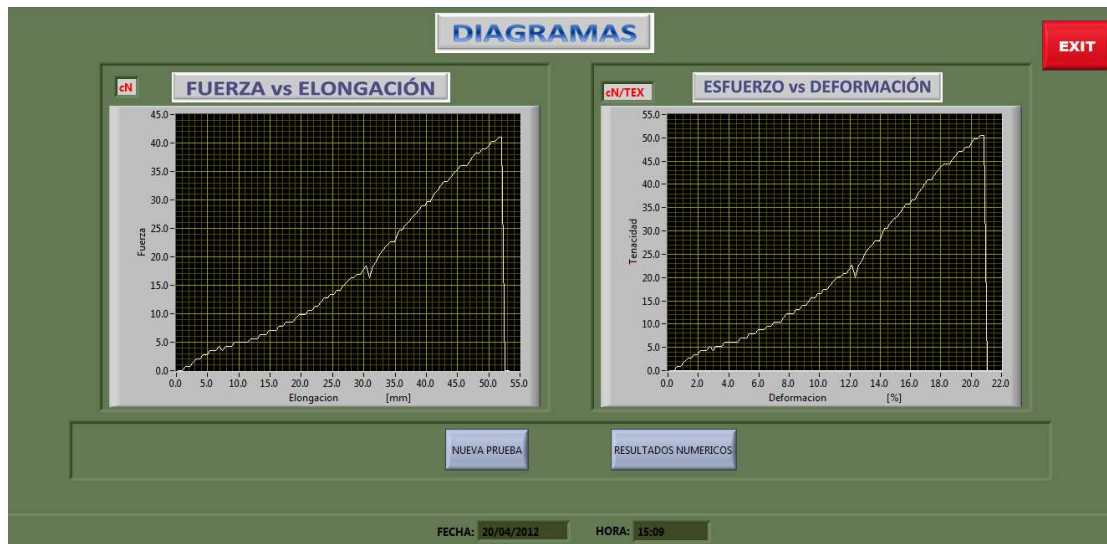 DIAGRAMAS
EXIT
cN
FUERZA vs ELONGACIÓN
45.0
40.0
35.0
30.0
25.0
20.0
15.0
10.0
5.0
0.0
Fuerza
0.0 5.0 10.0 15.0 20.0 25.0 30.0 35.0 40.0 45.0 50.0 55.0
Elongacion [mm]
cN/TEX
ESFUERZO vs DEFORMACIÓN
55.0
50.0
45.0
40.0
35.0
30.0
25.0
20.0
15.0
10.0
5.0
0.0
Tenacidad
0.0 2.0 4.0 6.0 8.0 10.0 12.0 14.0 16.0 18.0 20.0 22.0
Deformacion [%]
NUEVA PRUEBA
RESULTADOS NUMERICOS
FECHA: 20/04/2012 HORA: 15:09